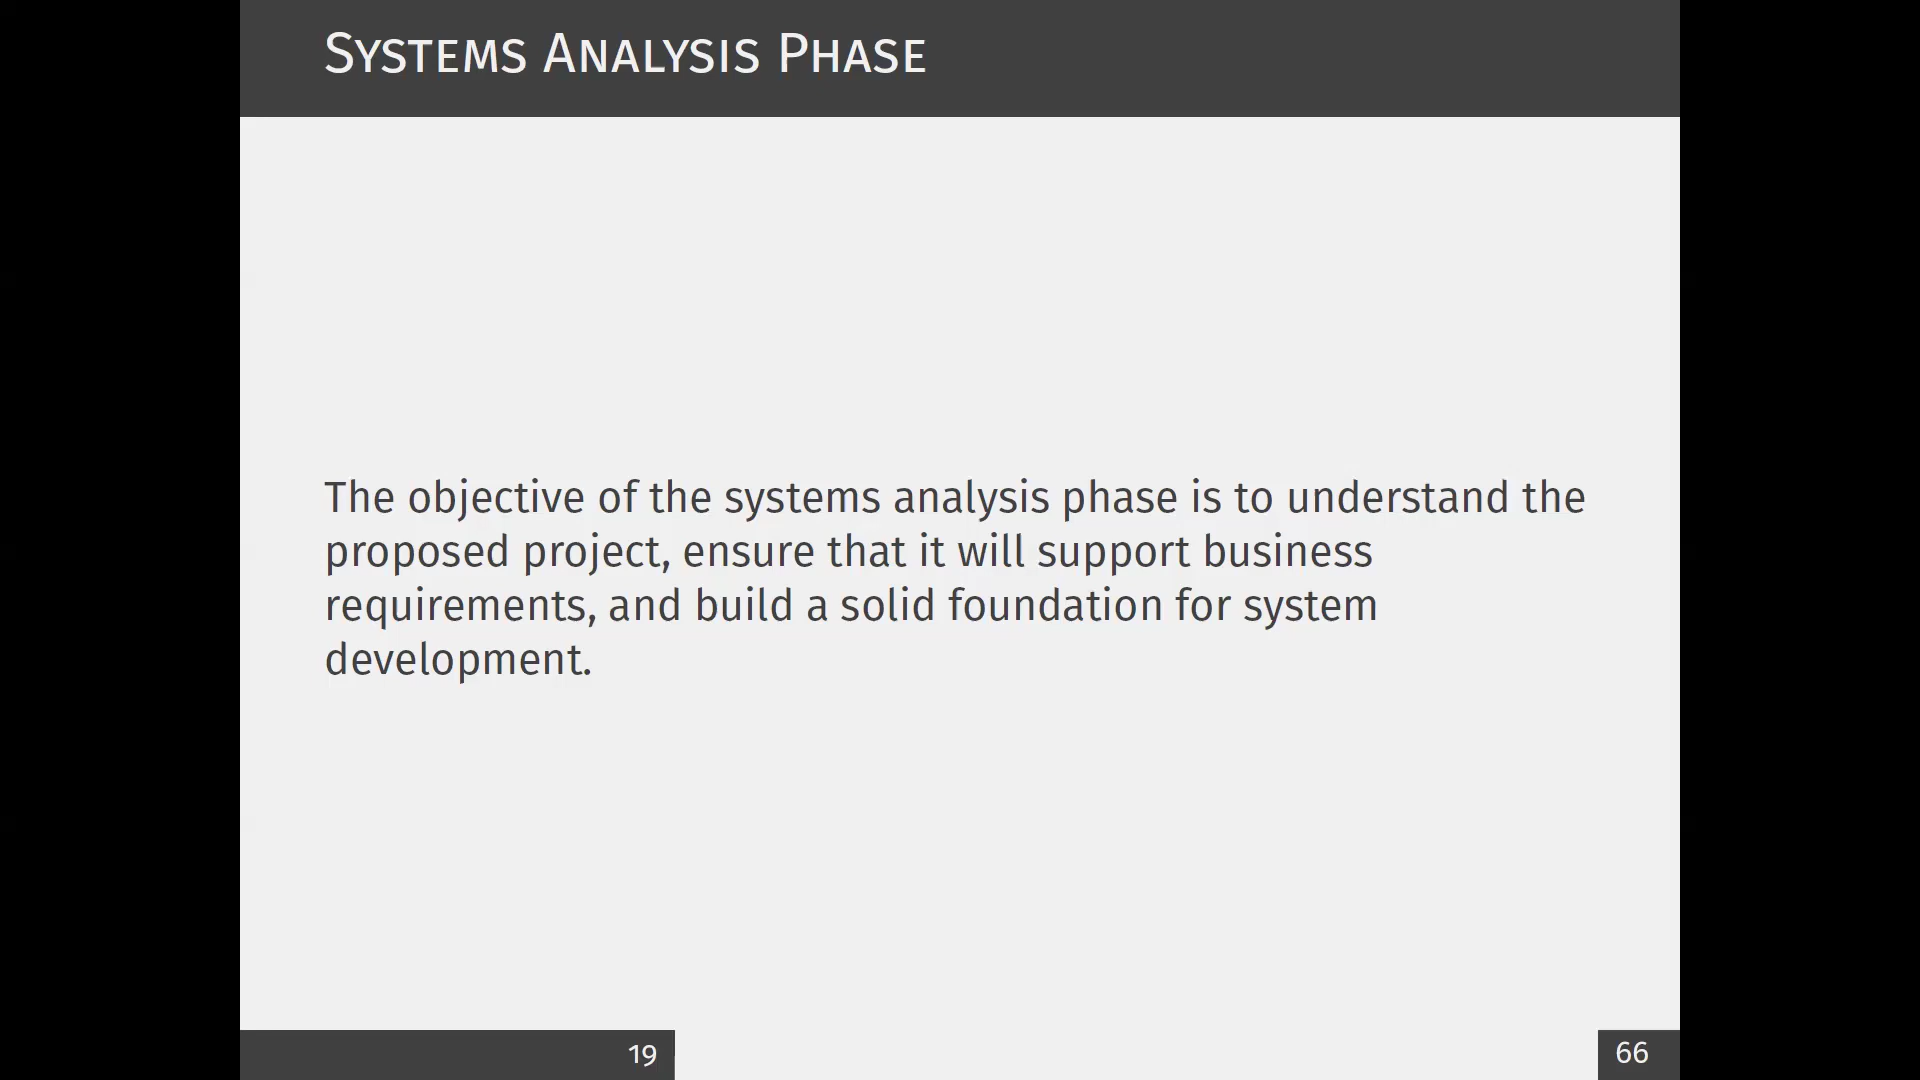 Systems Analysis Phase
The objective of the systems analysis phase is to understand the
proposed project, ensure that it will support business
requirements, and build a solid foundation for system
development.
19
66